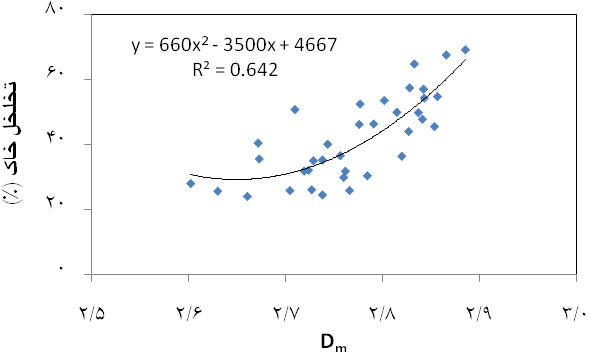 ۸۰
y = 660x² - 3500x + 4667
R² = 0.642
۶۰
۴۰
۲۰
۰
تخلخل خاک (%)
۲/۵ ۲/۶ ۲/۷ ۲/۸ ۲/۹ ۳/۰
Dₘ